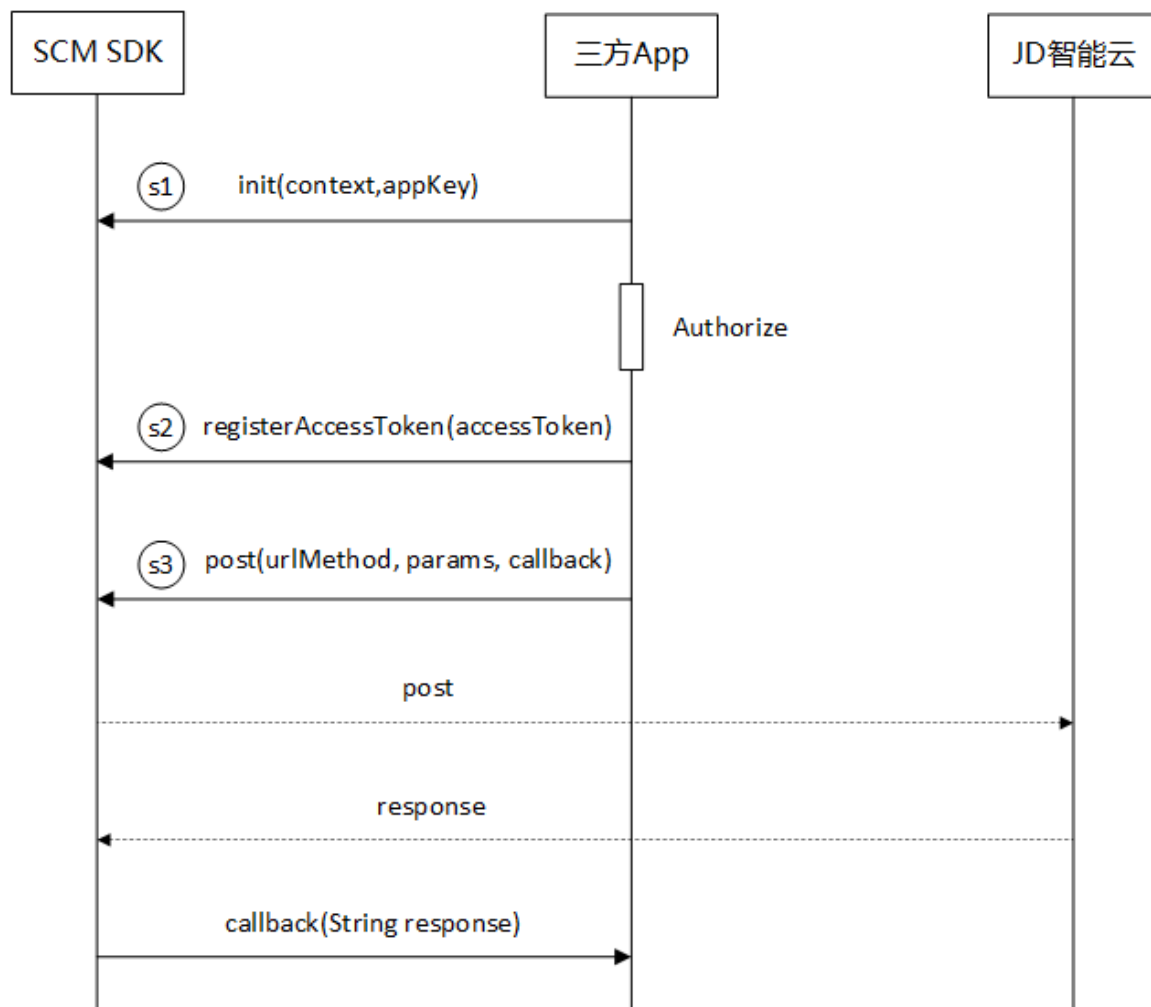 SCM SDK
三方App
JD智能云
s1
init(context,appKey)
Authorize
s2
registerAccessToken(accessToken)
s3
post(urlMethod, params, callback)
post
response
callback(String response)